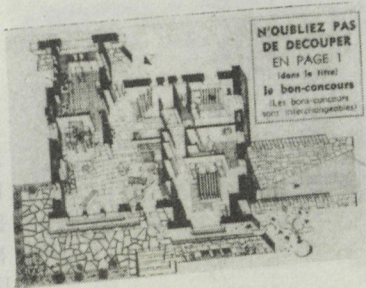 N'OUBLIEZ PAS
DE DECOUPER
EN PAGE 1
(dans le titre)
le bon-concours
(Les bons-concours
sont interchangeables)